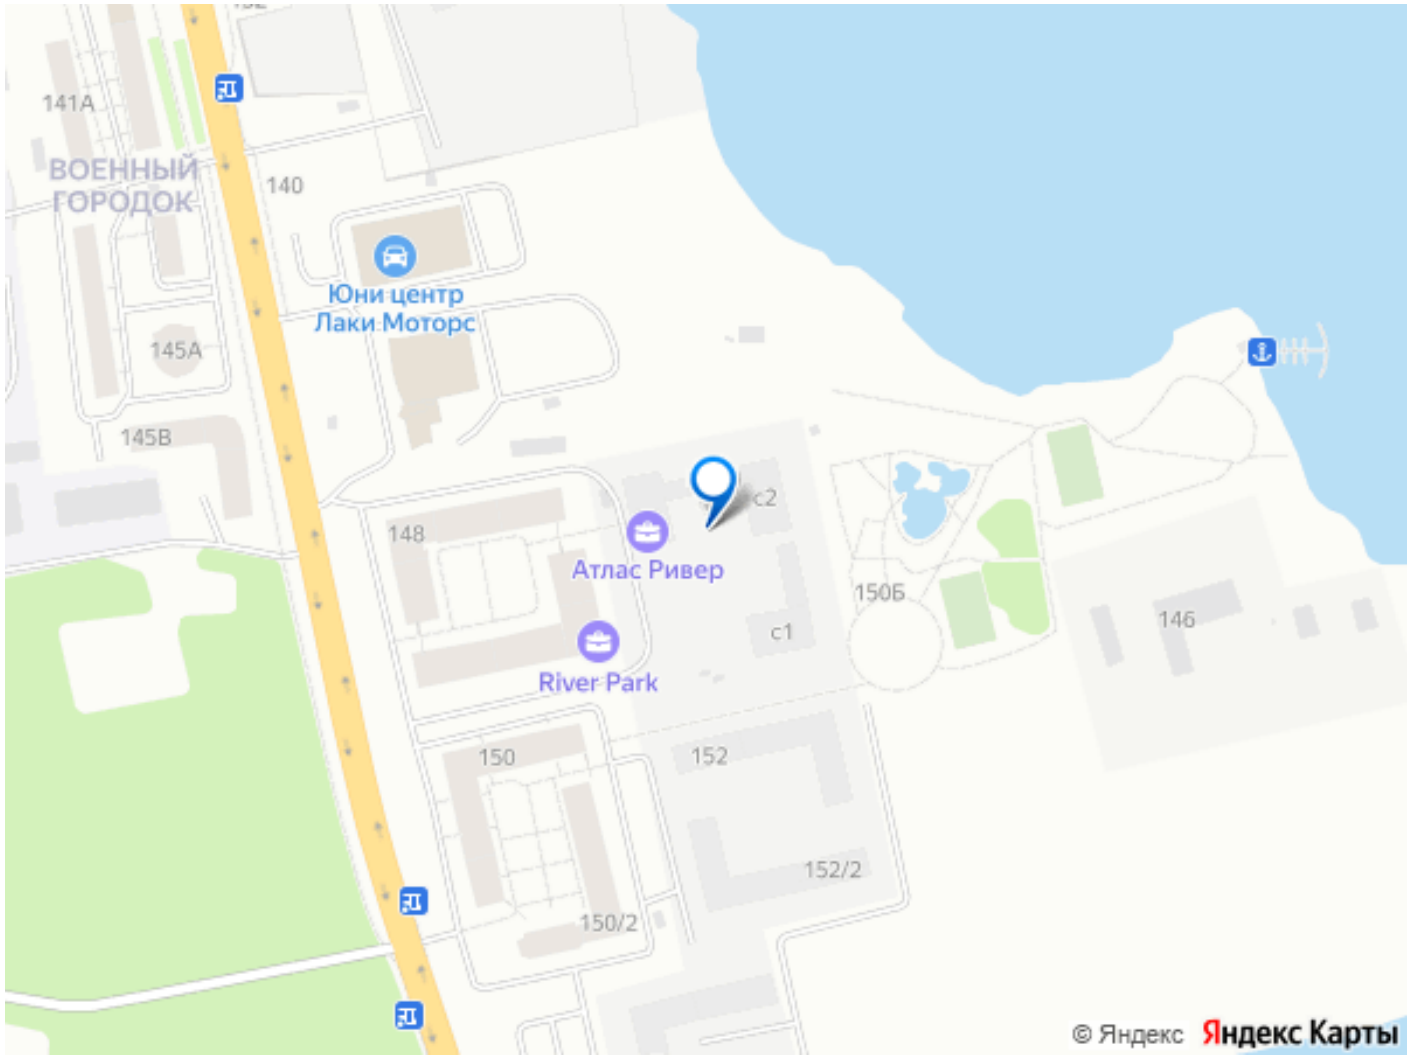 141А
ВОЕННЫЙ
ГОРОДОК
140
Юни центр
Лаки Моторс
145А
145В
148
с2
Атлас Ривер
150Б
146
с1
River Park
150
152
152/2
150/2
© Яндекс Яндекс Карты